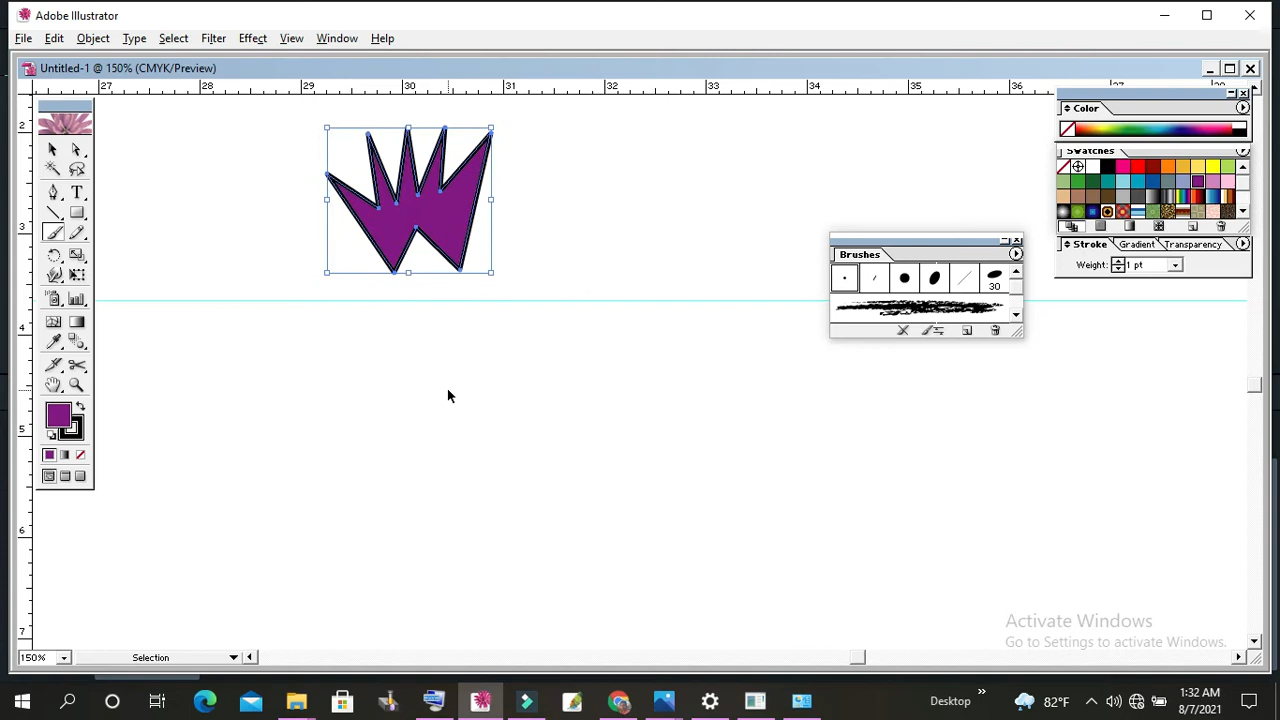 Adobe Illustrator
File Edit Object Type Select Filter Effect View Window Help
Untitled-1 @ 150% (CMYK/Preview)
27 28 29 30 31 32 33 34 35 36
2
3
4
5
6
7
Color
Swatches
Stroke Gradient Transparency
Weight: 1 pt
Brushes
30
T
150%
Selection
Activate Windows
Go to Settings to activate Windows.
Desktop
82°F
1:32 AM
8/7/2021